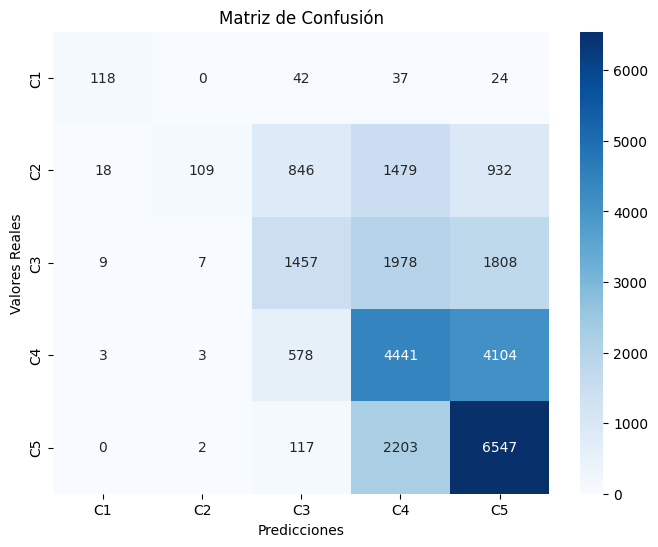 Matriz de Confusión
Valores Reales
C1 118 0 42 37 24
C2 18 109 846 1479 932
C3 9 7 1457 1978 1808
C4 3 3 578 4441 4104
C5 0 2 117 2203 6547
C1 C2 C3 C4 C5
Predicciones
6000
5000
4000
3000
2000
1000
0